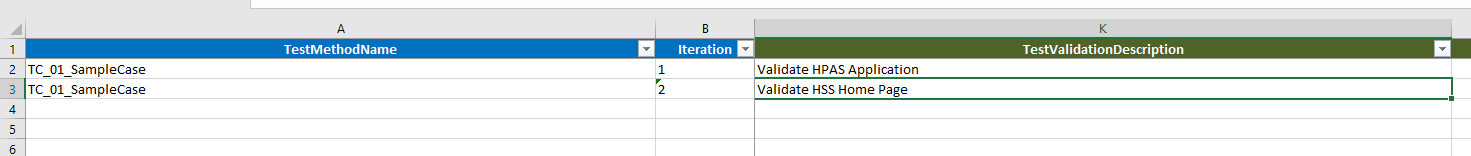 A B K
1 TestMethodName Iteration TestValidationDescription
2 TC_01_SampleCase 1 Validate HPAS Application
3 TC_01_SampleCase 2 Validate HSS Home Page
4
5
6